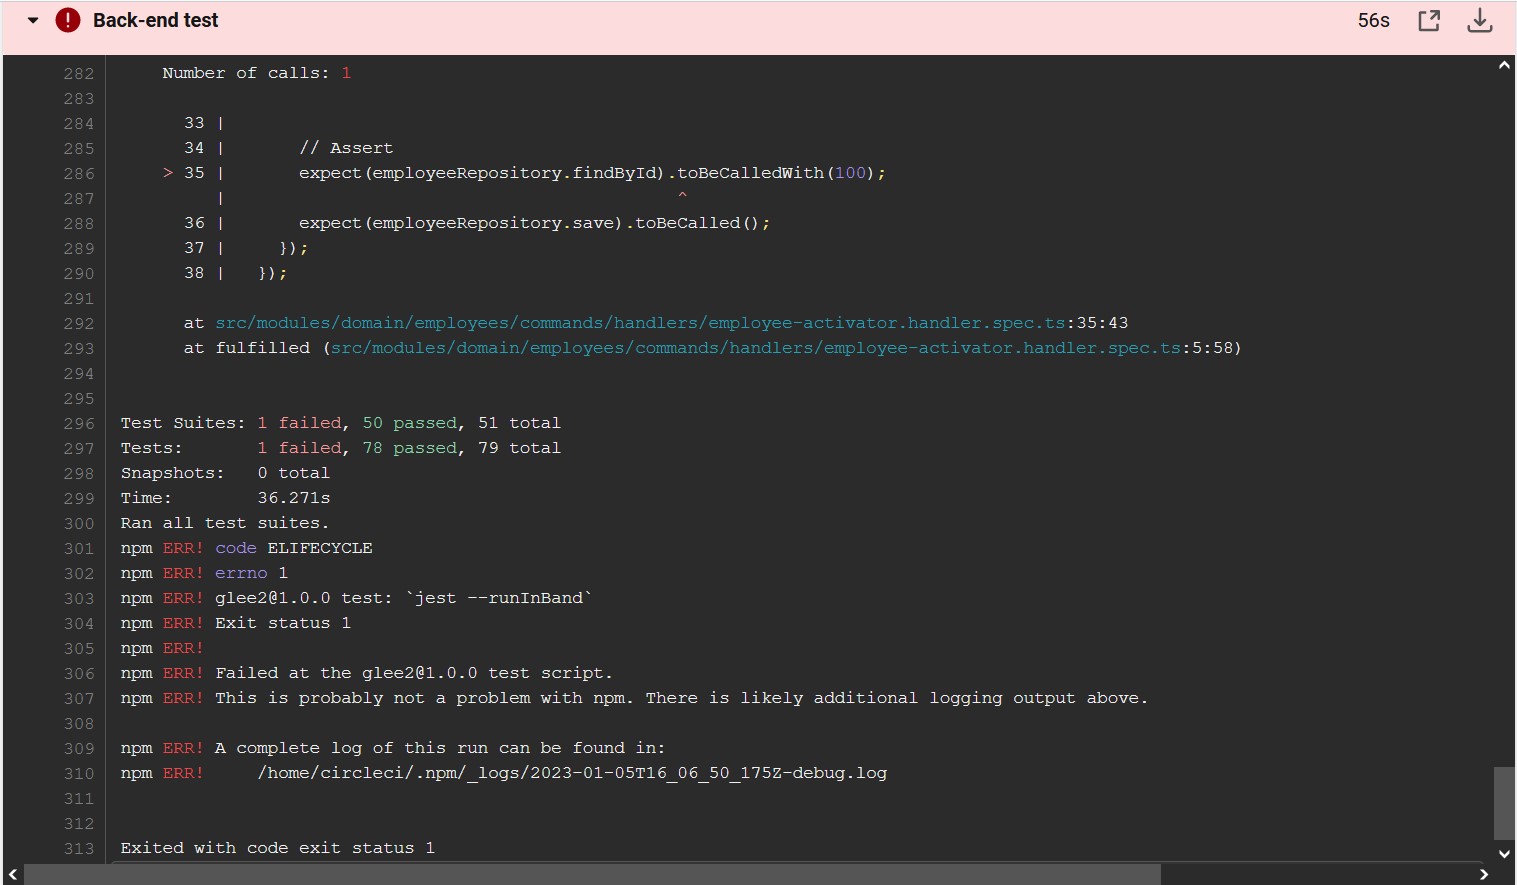 Back-end test 56s
282 Number of calls: 1
283
284 33 |
285 34 | // Assert
286 > 35 | expect(employeeRepository.findById).toBeCalledWith(100);
287 | ^
288 36 | expect(employeeRepository.save).toBeCalled();
289 37 | });
290 38 | });
291
292 at src/modules/domain/employees/commands/handlers/employee-activator.handler.spec.ts:35:43
293 at fulfilled (src/modules/domain/employees/commands/handlers/employee-activator.handler.spec.ts:5:58)
294
295
296 Test Suites: 1 failed, 50 passed, 51 total
297 Tests: 1 failed, 78 passed, 79 total
298 Snapshots: 0 total
299 Time: 36.271s
300 Ran all test suites.
301 npm ERR! code ELIFECYCLE
302 npm ERR! errno 1
303 npm ERR! glee2@1.0.0 test: `jest --runInBand`
304 npm ERR! Exit status 1
305 npm ERR!
306 npm ERR! Failed at the glee2@1.0.0 test script.
307 npm ERR! This is probably not a problem with npm. There is likely additional logging output above.
308
309 npm ERR! A complete log of this run can be found in:
310 npm ERR! /home/circleci/.npm/_logs/2023-01-05T16_06_50_175Z-debug.log
311
312
313 Exited with code exit status 1